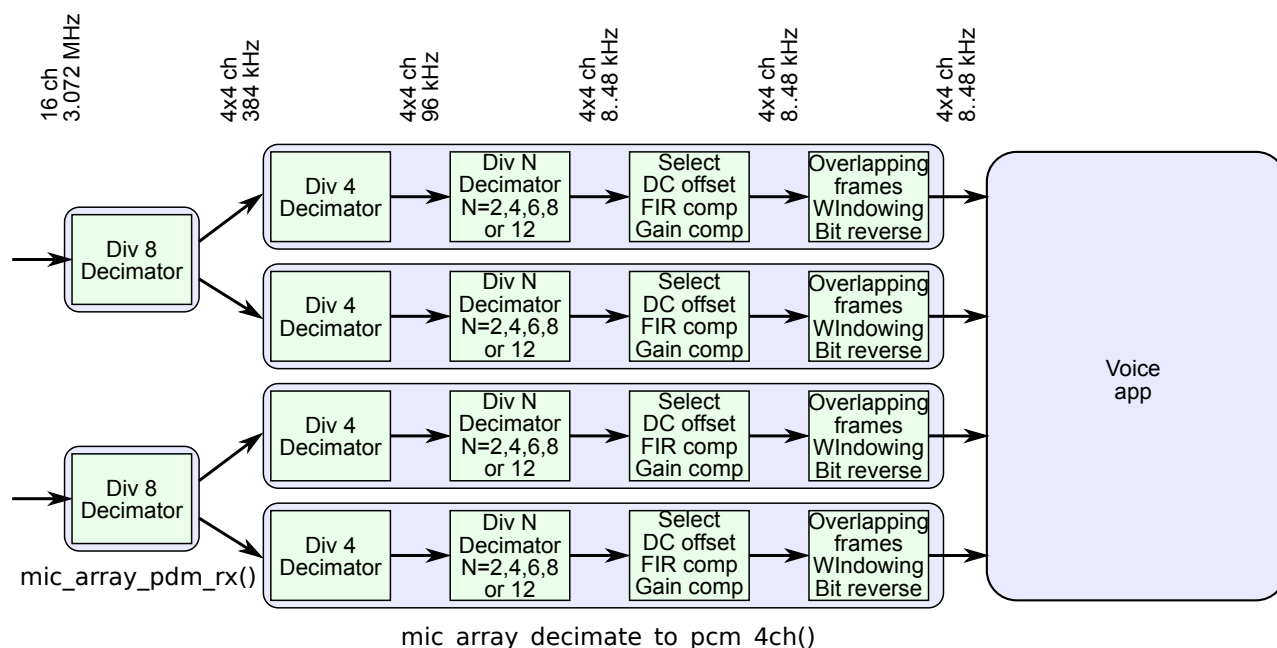 16 ch
3.072 MHz
4x4 ch
384 kHz
4x4 ch
96 kHz
4x4 ch
8..48 kHz
4x4 ch
8..48 kHz
4x4 ch
8..48 kHz
Div 8
Decimator
Div 4
Decimator
Div N
Decimator
N=2,4,6,8
or 12
Select
DC offset
FIR comp
Gain comp
Overlapping
frames
WIndowing
Bit reverse
Div 4
Decimator
Div N
Decimator
N=2,4,6,8
or 12
Select
DC offset
FIR comp
Gain comp
Overlapping
frames
WIndowing
Bit reverse
Voice
app
Div 8
Decimator
Div 4
Decimator
Div N
Decimator
N=2,4,6,8
or 12
Select
DC offset
FIR comp
Gain comp
Overlapping
frames
WIndowing
Bit reverse
Div 4
Decimator
Div N
Decimator
N=2,4,6,8
or 12
Select
DC offset
FIR comp
Gain comp
Overlapping
frames
WIndowing
Bit reverse
mic_array_pdm_rx()
mic_array_decimate_to_pcm_4ch()